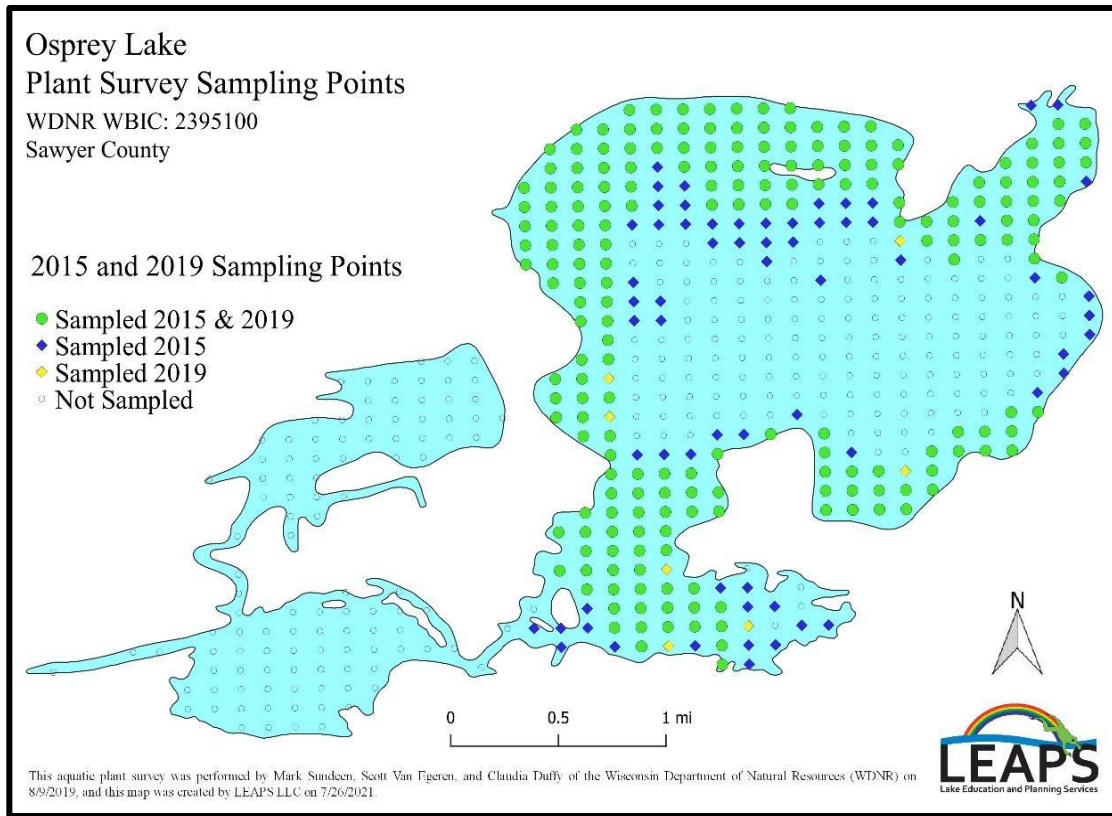 Osprey Lake
Plant Survey Sampling Points
WDNR WBIC: 2395100
Sawyer County
2015 and 2019 Sampling Points
Sampled 2015 & 2019
Sampled 2015
Sampled 2019
Not Sampled
N
0 0.5 1 mi
LEAPS
Lake Education and Planning Services
This aquatic plant survey was performed by Mark Sundeen, Scott Van Egeren, and Claudia Duffy of the Wisconsin Department of Natural Resources (WDNR) on
8/9/2019, and this map was created by LEAPS LLC on 7/26/2021.